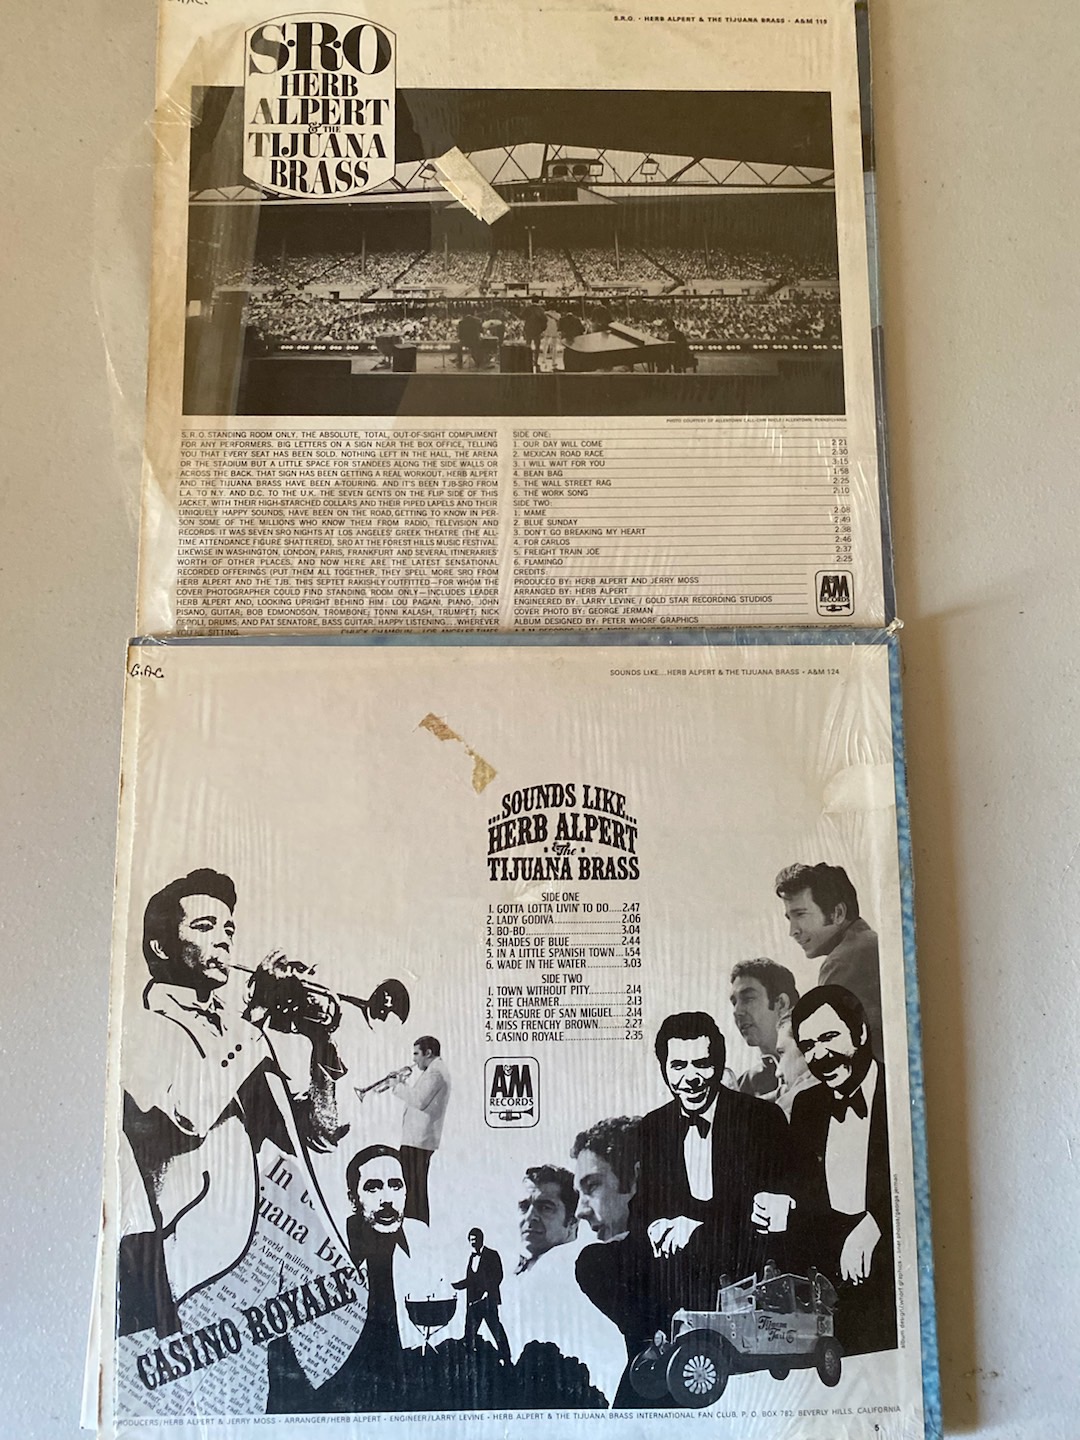 S.R.O. • HERB ALPERT & THE TIJUANA BRASS • A&M 119
S•R•O
HERB
ALPERT
& THE
TIJUANA
BRASS
S.R.O. STANDING ROOM ONLY. THE ABSOLUTE, TOTAL, OUT-OF-SIGHT COMPLIMENT
FOR ANY PERFORMERS. BIG LETTERS ON A SIGN NEAR THE BOX OFFICE, TELLING
YOU THAT EVERY SEAT HAS BEEN SOLD. NOTHING LEFT IN THE HALL, THE ARENA
OR THE STADIUM BUT A LITTLE SPACE FOR STANDEES ALONG THE SIDE WALLS OR
ACROSS THE BACK. THAT SIGN HAS BEEN GETTING A REAL WORKOUT. HERB ALPERT
AND THE TIJUANA BRASS HAVE BEEN A-TOURING. AND IT'S BEEN TJB-SRO FROM
L.A. TO N.Y. AND D.C. TO THE U.K. THE SEVEN GENTS ON THE FLIP SIDE OF THIS
JACKET, WITH THEIR HIGH-STARCHED COLLARS AND THEIR PIPED LAPELS AND THEIR
UNIQUELY HAPPY SOUNDS, HAVE BEEN ON THE ROAD, GETTING TO KNOW IN PER-
SON SOME OF THE MILLIONS WHO KNOW THEM FROM RADIO, TELEVISION AND
RECORDS. IT WAS SEVEN SRO NIGHTS AT LOS ANGELES' GREEK THEATRE (THE ALL-
TIME ATTENDANCE FIGURE SHATTERED), SRO AT THE FOREST HILLS MUSIC FESTIVAL.
LIKEWISE IN WASHINGTON, LONDON, PARIS, FRANKFURT AND SEVERAL ITINERARIES'
WORTH OF OTHER PLACES. AND NOW HERE ARE THE LATEST SENSATIONAL
RECORDED OFFERINGS (PUT THEM ALL TOGETHER, THEY SPELL, MORE SRO FROM
HERB ALPERT AND THE TJB. THIS SEPTET RAKISHLY OUTFITTED—FOR WHOM THE
COVER PHOTOGRAPHER COULD FIND STANDING ROOM ONLY—INCLUDES LEADER
HERB ALPERT AND, LOOKING UPRIGHT BEHIND HIM: LOU PAGANI, PIANO; JOHN
PISANO, GUITAR; BOB EDMONDSON, TROMBONE; TONNI KALASH, TRUMPET; NICK
CEROLI, DRUMS; AND PAT SENATORE, BASS GUITAR. HAPPY LISTENING... WHEREVER
YOU'RE SITTING.
CHUCK CHAMPLIN—LOS ANGELES TIMES
PHOTO COURTESY OF ALLENTOWN CALL-CHRONICLE / ALLENTOWN, PENNSYLVANIA
SIDE ONE:
1. OUR DAY WILL COME 2:21
2. MEXICAN ROAD RACE 2:30
3. I WILL WAIT FOR YOU 3:15
4. BEAN BAG 1:58
5. THE WALL STREET RAG 2:25
6. THE WORK SONG 2:10
SIDE TWO:
1. MAME 2:08
2. BLUE SUNDAY 2:49
3. DON'T GO BREAKING MY HEART 2:38
4. FOR CARLOS 2:46
5. FREIGHT TRAIN JOE 2:37
6. FLAMINGO 2:25
CREDITS:
PRODUCED BY: HERB ALPERT AND JERRY MOSS
ARRANGED BY: HERB ALPERT
ENGINEERED BY: LARRY LEVINE / GOLD STAR RECORDING STUDIOS
COVER PHOTO BY: GEORGE JERMAN
ALBUM DESIGNED BY: PETER WHORF GRAPHICS
A&M
RECORDS
G.A.C.
SOUNDS LIKE...HERB ALPERT & THE TIJUANA BRASS • A&M 124
...SOUNDS LIKE...
HERB ALPERT
& The
TIJUANA BRASS
SIDE ONE
1. GOTTA LOTTA LIVIN' TO DO.....2:47
2. LADY GODIVA.....2:06
3. BO-BO.....3:04
4. SHADES OF BLUE.....2:44
5. IN A LITTLE SPANISH TOWN...1:54
6. WADE IN THE WATER.....3:03
SIDE TWO
1. TOWN WITHOUT PITY.....2:14
2. THE CHARMER.....2:13
3. TREASURE OF SAN MIGUEL.....2:14
4. MISS FRENCHY BROWN.....2:27
5. CASINO ROYALE.....2:35
A&M
RECORDS
CASINO ROYALE
Tijuana
Taxi Co
album design/whorf graphics • liner photos/george jerman
PRODUCERS/HERB ALPERT & JERRY MOSS • ARRANGER/HERB ALPERT • ENGINEER/LARRY LEVINE • HERB ALPERT & THE TIJUANA BRASS INTERNATIONAL FAN CLUB, P. O. BOX 782, BEVERLY HILLS, CALIFORNIA
5